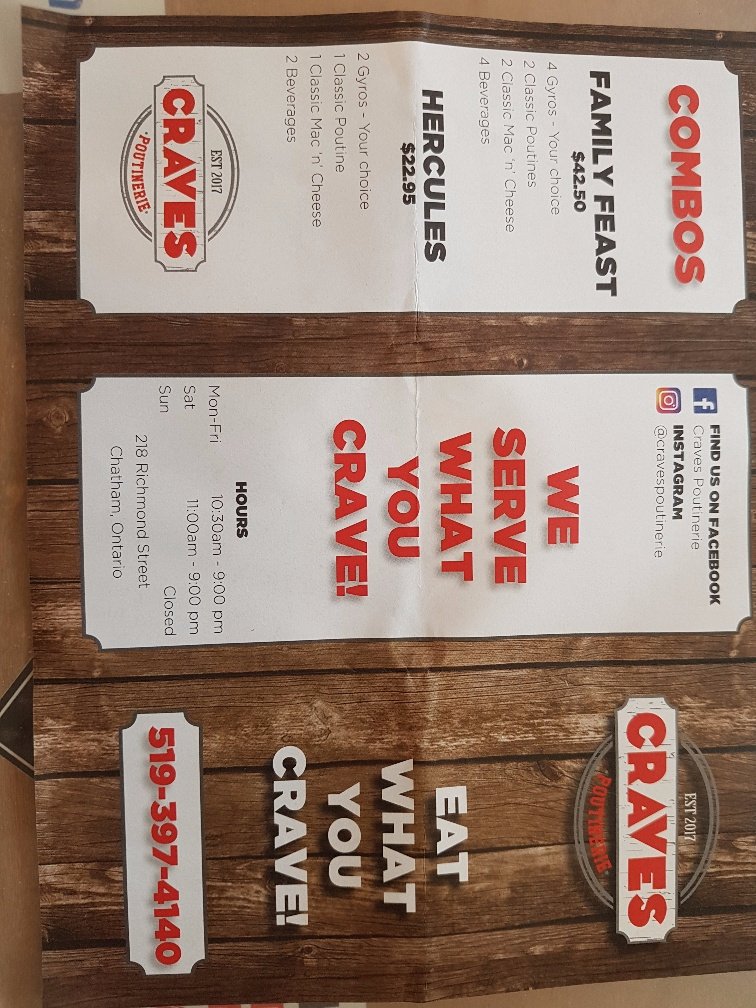 COMBOS
FAMILY FEAST
$42.50
4 Gyros - Your choice
2 Classic Poutines
2 Classic Mac 'n' Cheese
4 Beverages
HERCULES
$22.95
2 Gyros - Your choice
1 Classic Poutine
1 Classic Mac 'n' Cheese
2 Beverages
EST 2017
CRAVES
·POUTINERIE·
FIND US ON FACEBOOK
Craves Poutinerie
INSTAGRAM
@cravespoutinerie
WE
SERVE
WHAT
YOU
CRAVE!
HOURS
Mon-Fri 10:30am - 9:00 pm
Sat 11:00am - 9:00 pm
Sun Closed
218 Richmond Street
Chatham, Ontario
EST 2017
CRAVES
·POUTINERIE·
EAT
WHAT
YOU
CRAVE!
519-397-4140